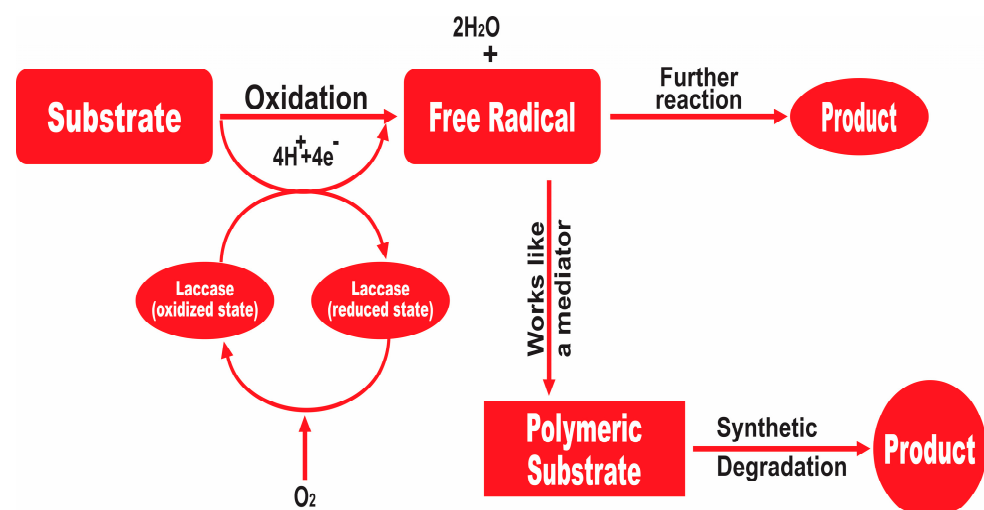 2H₂O
+
Substrate
Oxidation
4H⁺+4e⁻
Free Radical
Further
reaction
Product
Laccase
(oxidized state)
Laccase
(reduced state)
O₂
Works like
a mediator
Polymeric
Substrate
Synthetic
Degradation
Product